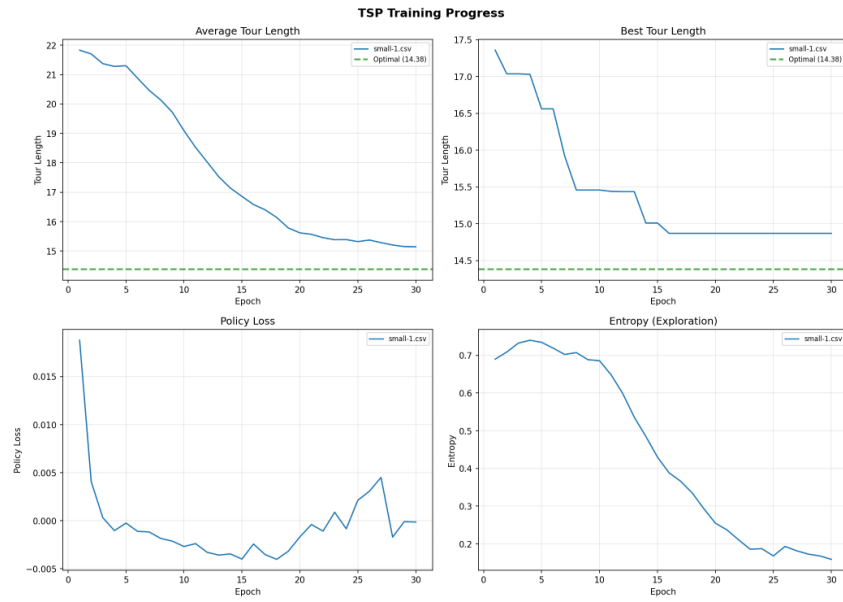 TSP Training Progress
Average Tour Length
Tour Length
22
21
20
19
18
17
16
15
small-1.csv
Optimal (14.38)
0 5 10 15 20 25 30
Epoch
Best Tour Length
Tour Length
17.5
17.0
16.5
16.0
15.5
15.0
14.5
small-1.csv
Optimal (14.38)
0 5 10 15 20 25 30
Epoch
Policy Loss
Policy Loss
0.015
0.010
0.005
0.000
−0.005
small-1.csv
0 5 10 15 20 25 30
Epoch
Entropy (Exploration)
Entropy
0.7
0.6
0.5
0.4
0.3
0.2
small-1.csv
0 5 10 15 20 25 30
Epoch